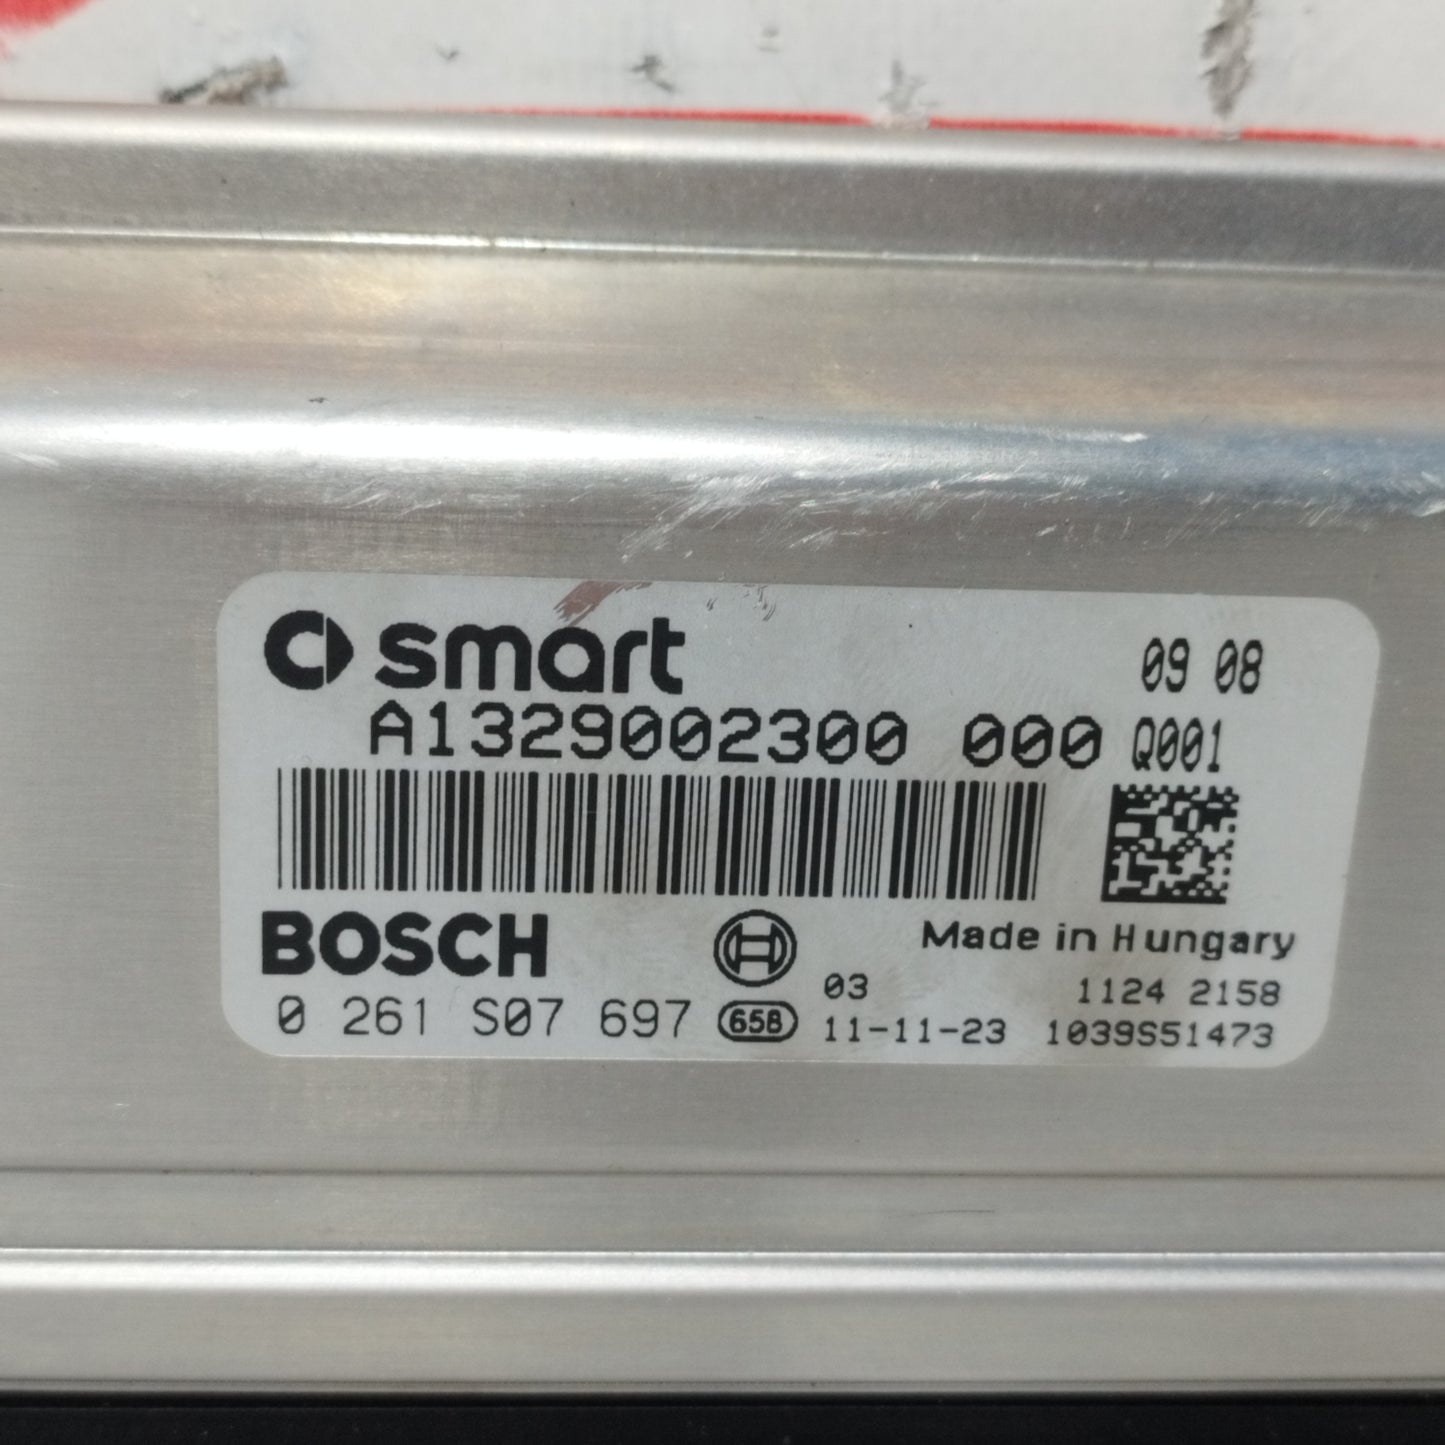 smart
09 08
A1329002300 000 Q001
BOSCH
Made in Hungary
03
1124 2158
0 261 S07 697
65B
11-11-23
1039S51473